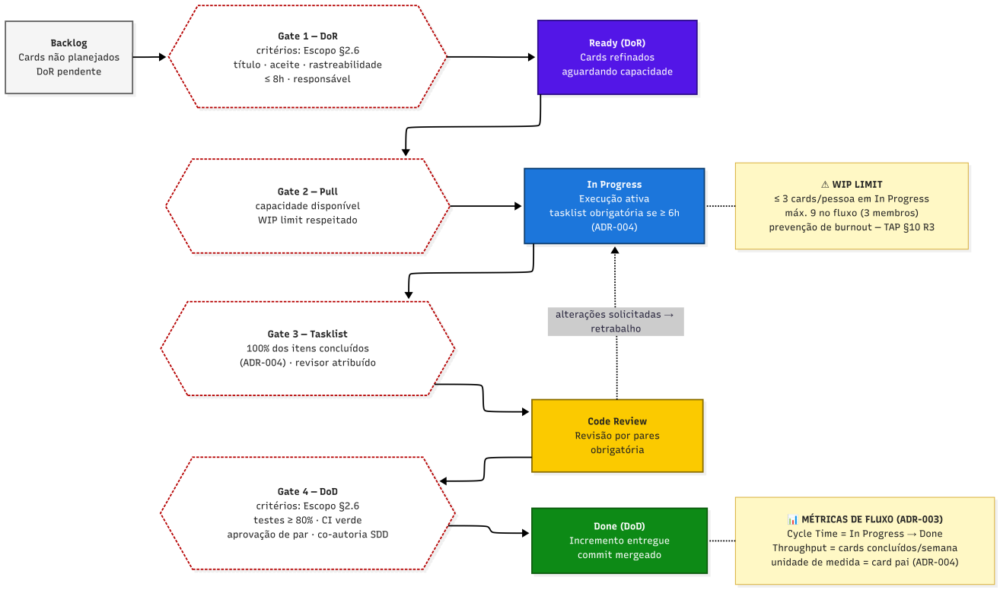 Backlog
Cards não planejados
DoR pendente
Gate 1 — DoR
critérios: Escopo §2.6
título · aceite · rastreabilidade
≤ 8h · responsável
Ready (DoR)
Cards refinados
aguardando capacidade
Gate 2 — Pull
capacidade disponível
WIP limit respeitado
In Progress
Execução ativa
tasklist obrigatória se ≥ 6h
(ADR-004)
⚠ WIP LIMIT
≤ 3 cards/pessoa em In Progress
máx. 9 no fluxo (3 membros)
prevenção de burnout — TAP §10 R3
alterações solicitadas →
retrabalho
Gate 3 — Tasklist
100% dos itens concluídos
(ADR-004) · revisor atribuído
Code Review
Revisão por pares
obrigatória
Gate 4 — DoD
critérios: Escopo §2.6
testes ≥ 80% · CI verde
aprovação de par · co-autoria SDD
Done (DoD)
Incremento entregue
commit mergeado
📊 MÉTRICAS DE FLUXO (ADR-003)
Cycle Time = In Progress → Done
Throughput = cards concluídos/semana
unidade de medida = card pai (ADR-004)